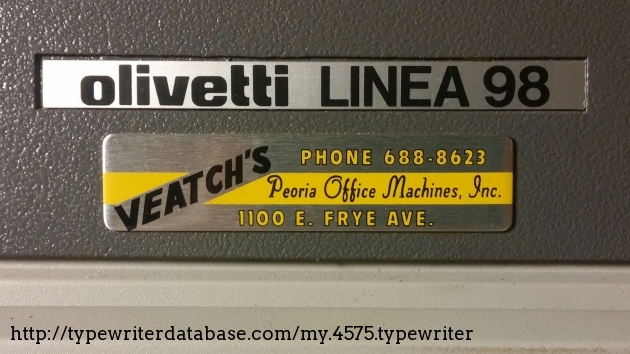 olivetti LINEA 98
VEATCH'S
PHONE 688-8623
Peoria Office Machines, Inc.
1100 E. FRYE AVE.
http://typewriterdatabase.com/my.4575.typewriter